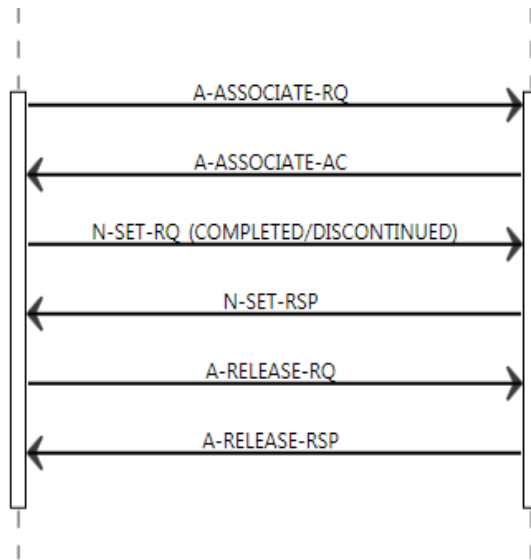 A-ASSOCIATE-RQ
A-ASSOCIATE-AC
N-SET-RQ (COMPLETED/DISCONTINUED)
N-SET-RSP
A-RELEASE-RQ
A-RELEASE-RSP